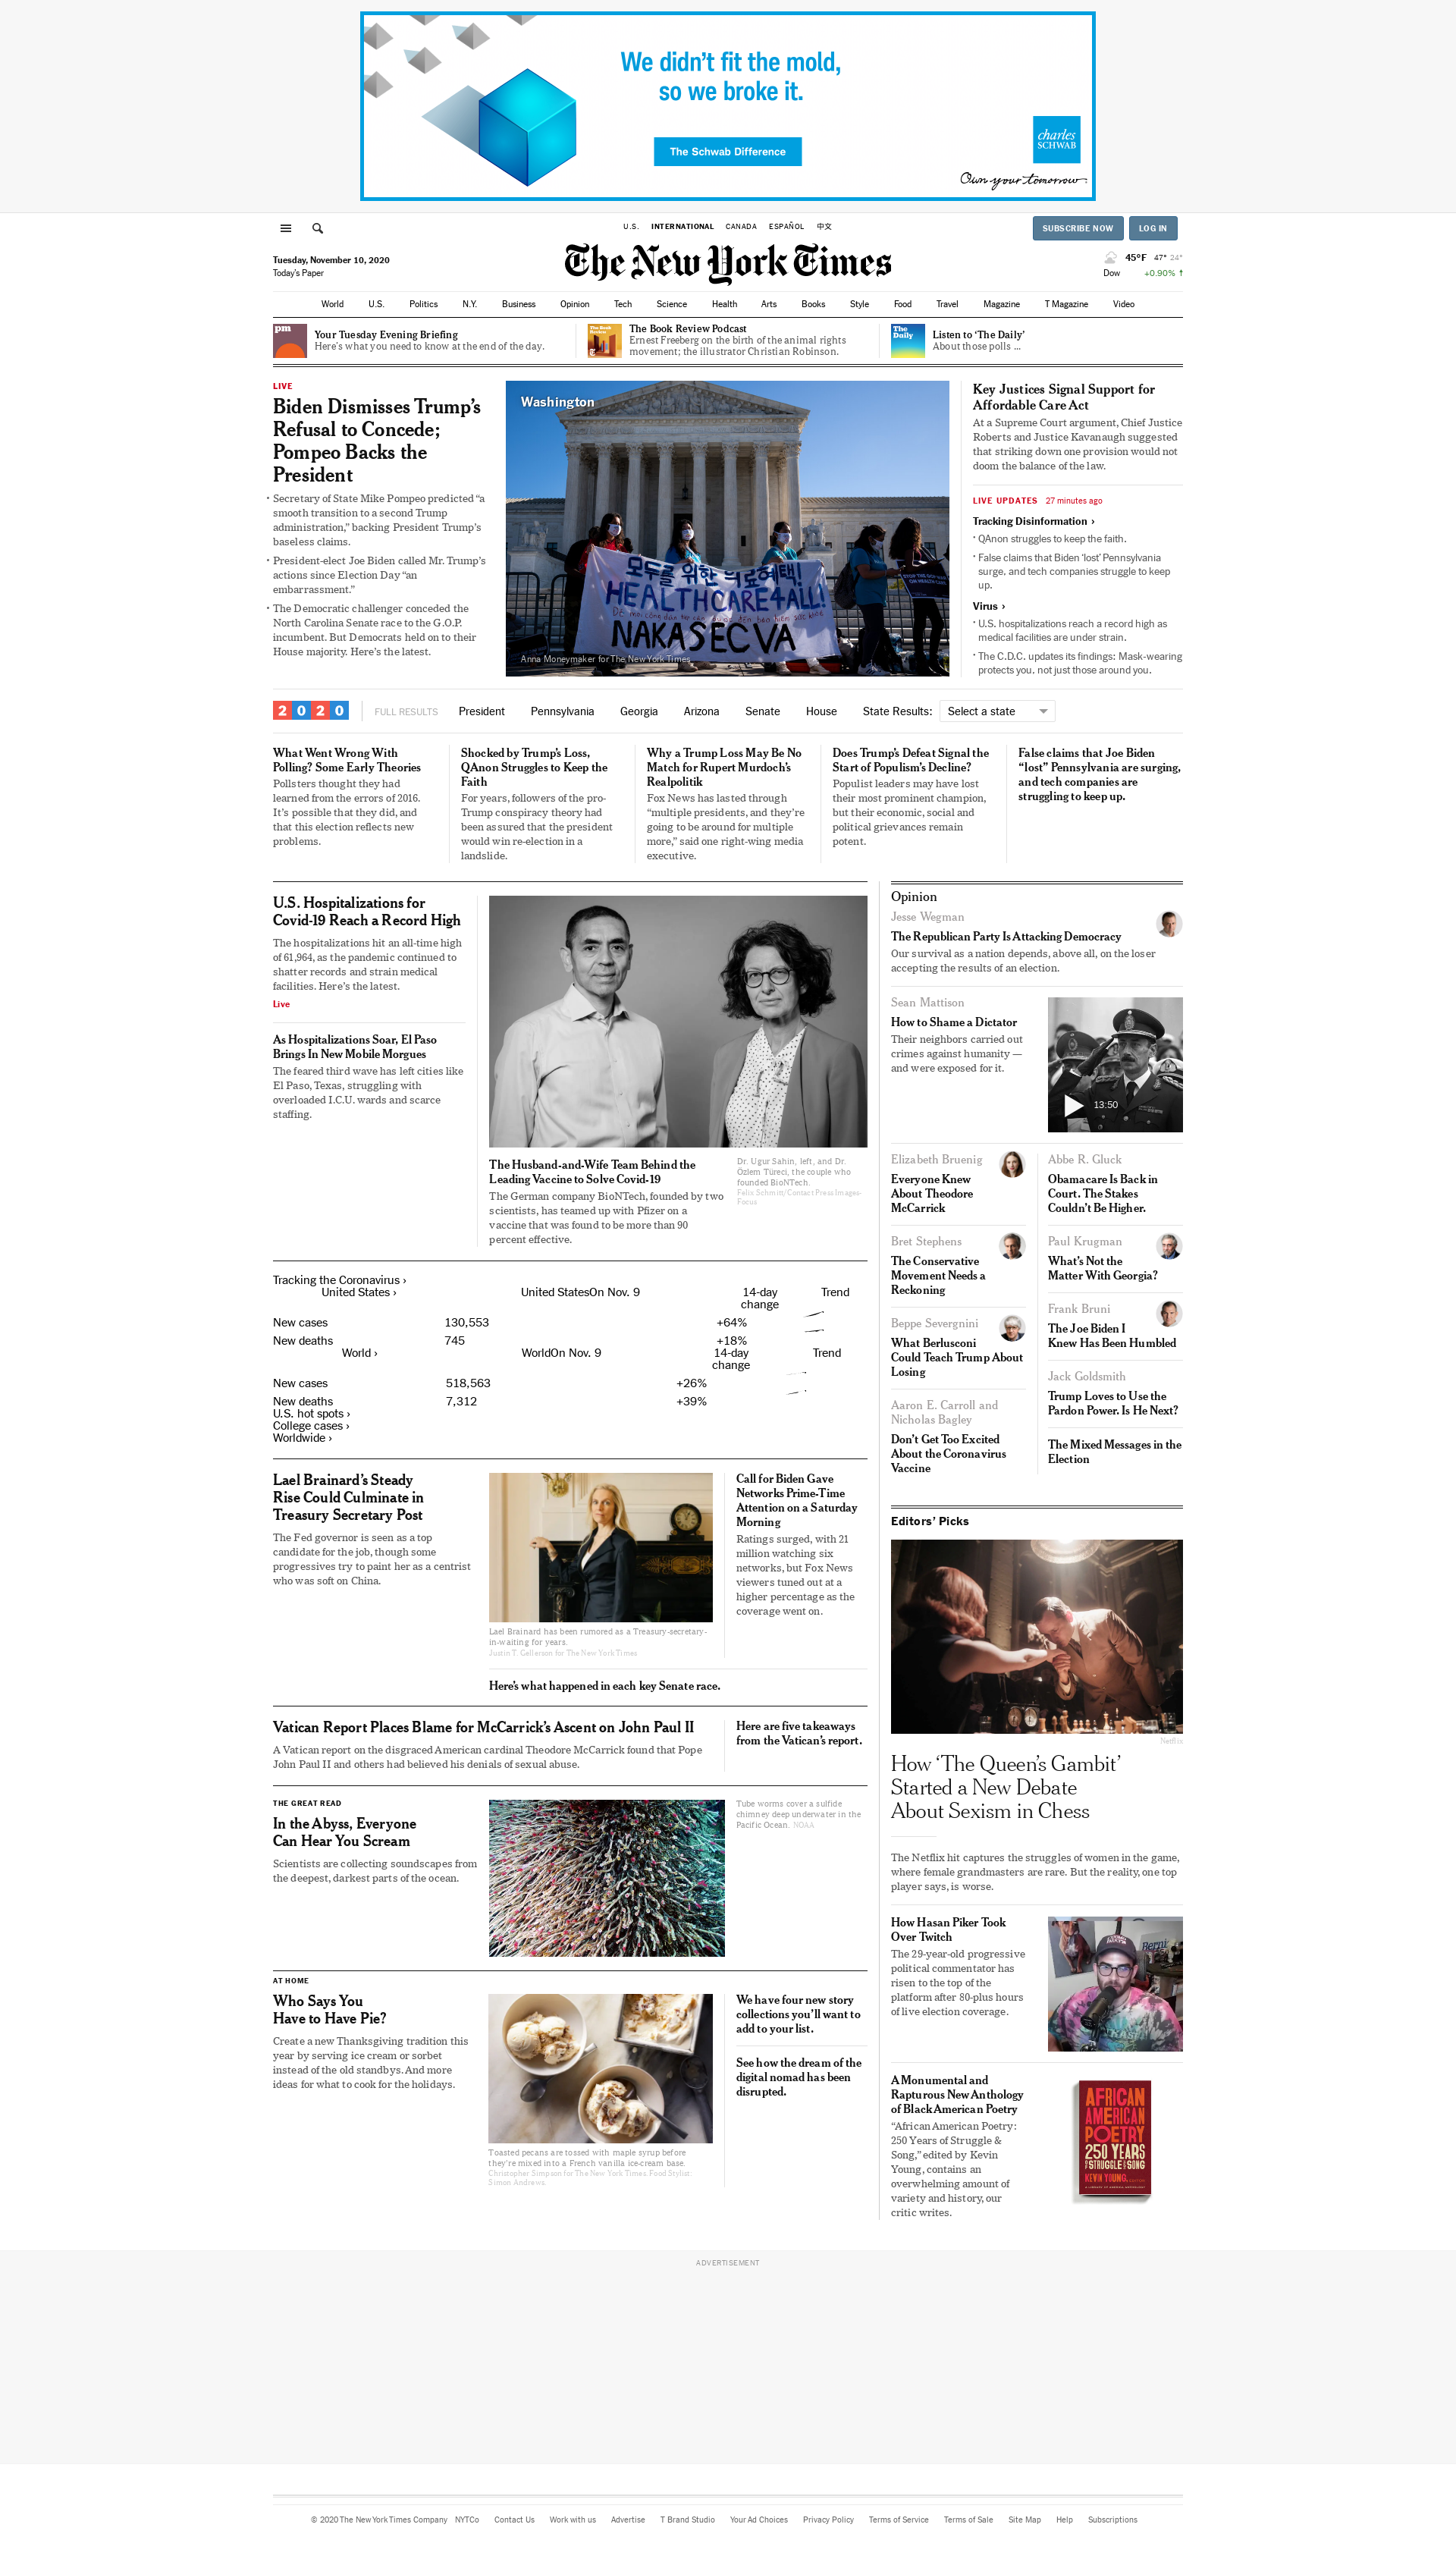 We didn't fit the mold,
so we broke it.
The Schwab Difference
charles
SCHWAB
Own your tomorrow
U.S. INTERNATIONAL CANADA ESPAÑOL 中文
SUBSCRIBE NOW LOG IN
Tuesday, November 10, 2020
Today's Paper
The New York Times
45°F 47° 24°
Dow +0.90% ↑
World U.S. Politics N.Y. Business Opinion Tech Science Health Arts Books Style Food Travel Magazine T Magazine Video
pm
Your Tuesday Evening Briefing
Here's what you need to know at the end of the day.
The Book Review
The Book Review Podcast
Ernest Freeberg on the birth of the animal rights
movement; the illustrator Christian Robinson.
The Daily
Listen to 'The Daily'
About those polls ...
LIVE
Biden Dismisses Trump's
Refusal to Concede;
Pompeo Backs the
President
• Secretary of State Mike Pompeo predicted "a
smooth transition to a second Trump
administration," backing President Trump's
baseless claims.
• President-elect Joe Biden called Mr. Trump's
actions since Election Day "an
embarrassment."
• The Democratic challenger conceded the
North Carolina Senate race to the G.O.P.
incumbent. But Democrats held on to their
House majority. Here's the latest.
Washington
모두를 위한 의료혜택
HEALTHCARE4ALL!
NAKASECVA
Anna Moneymaker for The New York Times
Key Justices Signal Support for
Affordable Care Act
At a Supreme Court argument, Chief Justice
Roberts and Justice Kavanaugh suggested
that striking down one provision would not
doom the balance of the law.
LIVE UPDATES 27 minutes ago
Tracking Disinformation ›
• QAnon struggles to keep the faith.
• False claims that Biden 'lost' Pennsylvania
surge, and tech companies struggle to keep
up.
Virus ›
• U.S. hospitalizations reach a record high as
medical facilities are under strain.
• The C.D.C. updates its findings: Mask-wearing
protects you, not just those around you.
2020 FULL RESULTS President Pennsylvania Georgia Arizona Senate House State Results: Select a state
What Went Wrong With
Polling? Some Early Theories
Pollsters thought they had
learned from the errors of 2016.
It's possible that they did, and
that this election reflects new
problems.
Shocked by Trump's Loss,
QAnon Struggles to Keep the
Faith
For years, followers of the pro-
Trump conspiracy theory had
been assured that the president
would win re-election in a
landslide.
Why a Trump Loss May Be No
Match for Rupert Murdoch's
Realpolitik
Fox News has lasted through
"multiple presidents, and they're
going to be around for multiple
more," said one right-wing media
executive.
Does Trump's Defeat Signal the
Start of Populism's Decline?
Populist leaders may have lost
their most prominent champion,
but their economic, social and
political grievances remain
potent.
False claims that Joe Biden
"lost" Pennsylvania are surging,
and tech companies are
struggling to keep up.
U.S. Hospitalizations for
Covid-19 Reach a Record High
The hospitalizations hit an all-time high
of 61,964, as the pandemic continued to
shatter records and strain medical
facilities. Here's the latest.
Live
As Hospitalizations Soar, El Paso
Brings In New Mobile Morgues
The feared third wave has left cities like
El Paso, Texas, struggling with
overloaded I.C.U. wards and scarce
staffing.
The Husband-and-Wife Team Behind the
Leading Vaccine to Solve Covid-19
The German company BioNTech, founded by two
scientists, has teamed up with Pfizer on a
vaccine that was found to be more than 90
percent effective.
Dr. Ugur Sahin, left, and Dr.
Özlem Türeci, the couple who
founded BioNTech.
Felix Schmitt/Contact Press Images-
Focus
Tracking the Coronavirus ›
United States › United StatesOn Nov. 9 14-day
change Trend
New cases 130,553 +64%
New deaths 745 +18%
World › WorldOn Nov. 9 14-day
change Trend
New cases 518,563 +26%
New deaths 7,312 +39%
U.S. hot spots ›
College cases ›
Worldwide ›
Lael Brainard's Steady
Rise Could Culminate in
Treasury Secretary Post
The Fed governor is seen as a top
candidate for the job, though some
progressives try to paint her as a centrist
who was soft on China.
Lael Brainard has been rumored as a Treasury-secretary-
in-waiting for years.
Justin T. Gellerson for The New York Times
Call for Biden Gave
Networks Prime-Time
Attention on a Saturday
Morning
Ratings surged, with 21
million watching six
networks, but Fox News
viewers tuned out at a
higher percentage as the
coverage went on.
Here's what happened in each key Senate race.
Vatican Report Places Blame for McCarrick's Ascent on John Paul II
A Vatican report on the disgraced American cardinal Theodore McCarrick found that Pope
John Paul II and others had believed his denials of sexual abuse.
Here are five takeaways
from the Vatican's report.
THE GREAT READ
In the Abyss, Everyone
Can Hear You Scream
Scientists are collecting soundscapes from
the deepest, darkest parts of the ocean.
Tube worms cover a sulfide
chimney deep underwater in the
Pacific Ocean. NOAA
AT HOME
Who Says You
Have to Have Pie?
Create a new Thanksgiving tradition this
year by serving ice cream or sorbet
instead of the old standbys. And more
ideas for what to cook for the holidays.
Toasted pecans are tossed with maple syrup before
they're mixed into a French vanilla ice-cream base.
Christopher Simpson for The New York Times. Food Stylist:
Simon Andrews.
We have four new story
collections you'll want to
add to your list.
See how the dream of the
digital nomad has been
disrupted.
Opinion
Jesse Wegman
The Republican Party Is Attacking Democracy
Our survival as a nation depends, above all, on the loser
accepting the results of an election.
Sean Mattison
How to Shame a Dictator
Their neighbors carried out
crimes against humanity —
and were exposed for it.
13:50
Elizabeth Bruenig
Everyone Knew
About Theodore
McCarrick
Bret Stephens
The Conservative
Movement Needs a
Reckoning
Beppe Severgnini
What Berlusconi
Could Teach Trump About
Losing
Aaron E. Carroll and
Nicholas Bagley
Don't Get Too Excited
About the Coronavirus
Vaccine
Abbe R. Gluck
Obamacare Is Back in
Court. The Stakes
Couldn't Be Higher.
Paul Krugman
What's Not the
Matter With Georgia?
Frank Bruni
The Joe Biden I
Knew Has Been Humbled
Jack Goldsmith
Trump Loves to Use the
Pardon Power. Is He Next?
The Mixed Messages in the
Election
Editors' Picks
Netflix
How 'The Queen's Gambit'
Started a New Debate
About Sexism in Chess
The Netflix hit captures the struggles of women in the game,
where female grandmasters are rare. But the reality, one top
player says, is worse.
How Hasan Piker Took
Over Twitch
The 29-year-old progressive
political commentator has
risen to the top of the
platform after 80-plus hours
of live election coverage.
Berni
A Monumental and
Rapturous New Anthology
of Black American Poetry
"African American Poetry:
250 Years of Struggle &
Song," edited by Kevin
Young, contains an
overwhelming amount of
variety and history, our
critic writes.
AFRICAN
AMERICAN
POETRY
250 YEARS
OF STRUGGLE & SONG
KEVIN YOUNG,
ADVERTISEMENT
© 2020 The New York Times Company NYTCo Contact Us Work with us Advertise T Brand Studio Your Ad Choices Privacy Policy Terms of Service Terms of Sale Site Map Help Subscriptions